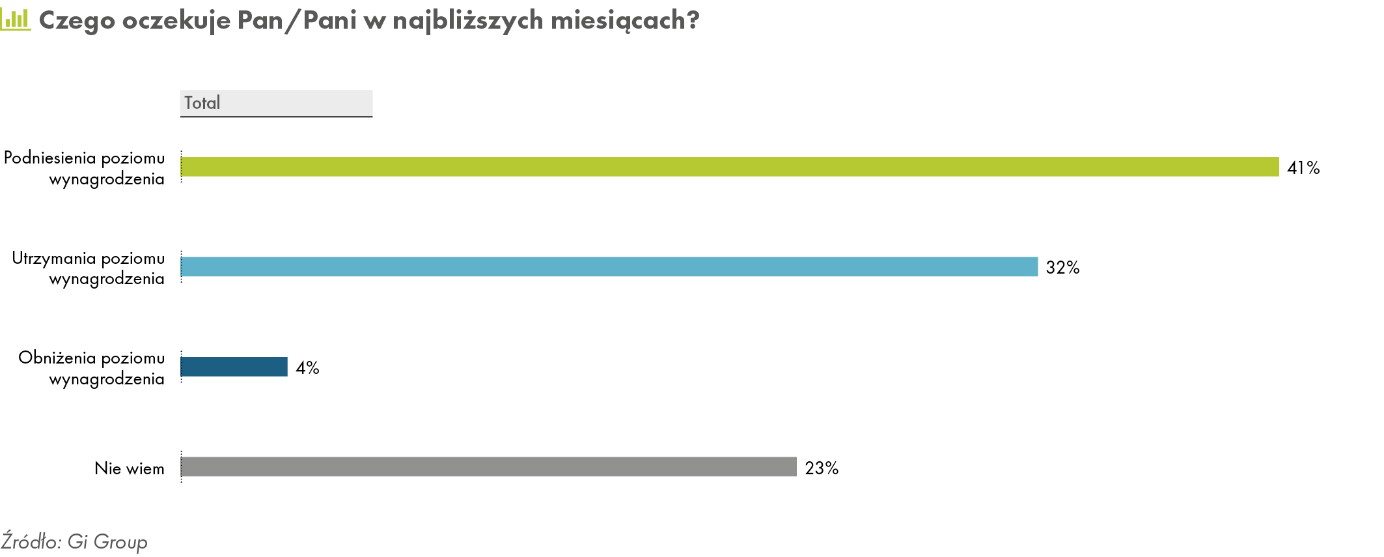 Czego oczekuje Pan/Pani w najbliższych miesiącach?
Total
Podniesienia poziomu
wynagrodzenia
41%
Utrzymania poziomu
wynagrodzenia
32%
Obniżenia poziomu
wynagrodzenia
4%
Nie wiem
23%
Źródło: Gi Group